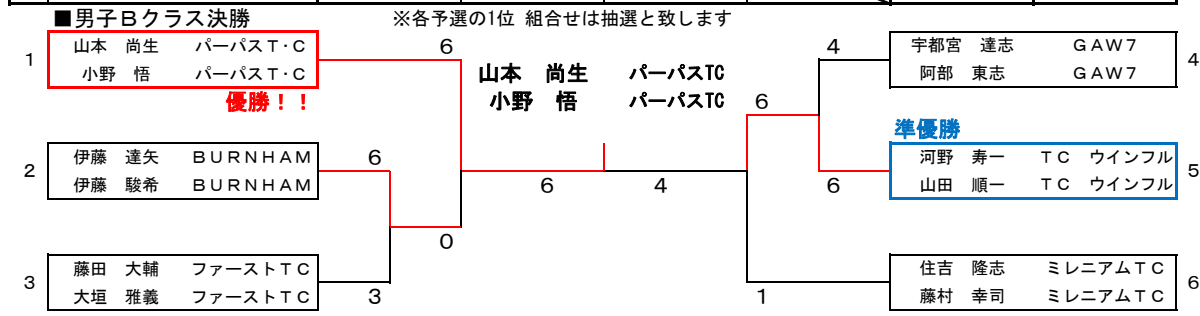 ■男子Ｂクラス決勝 ※各予選の1位 組合せは抽選と致します
1 山本 尚生 パーパスＴ・Ｃ
小野 悟 パーパスＴ・Ｃ
優勝！！
6
山本 尚生 パーパスTC
小野 悟 パーパスTC
4
宇都宮 達志 ＧＡＷ７ 4
阿部 東志 ＧＡＷ７
6
準優勝
2 伊藤 達矢 ＢＵＲＮＨＡＭ
伊藤 駿希 ＢＵＲＮＨＡＭ
6
6 4
6
河野 寿一 ＴＣ ウインフル 5
山田 順一 ＴＣ ウインフル
0
3 藤田 大輔 ファーストＴＣ
大垣 雅義 ファーストＴＣ
3
1
住吉 隆志 ミレニアムＴＣ 6
藤村 幸司 ミレニアムＴＣ